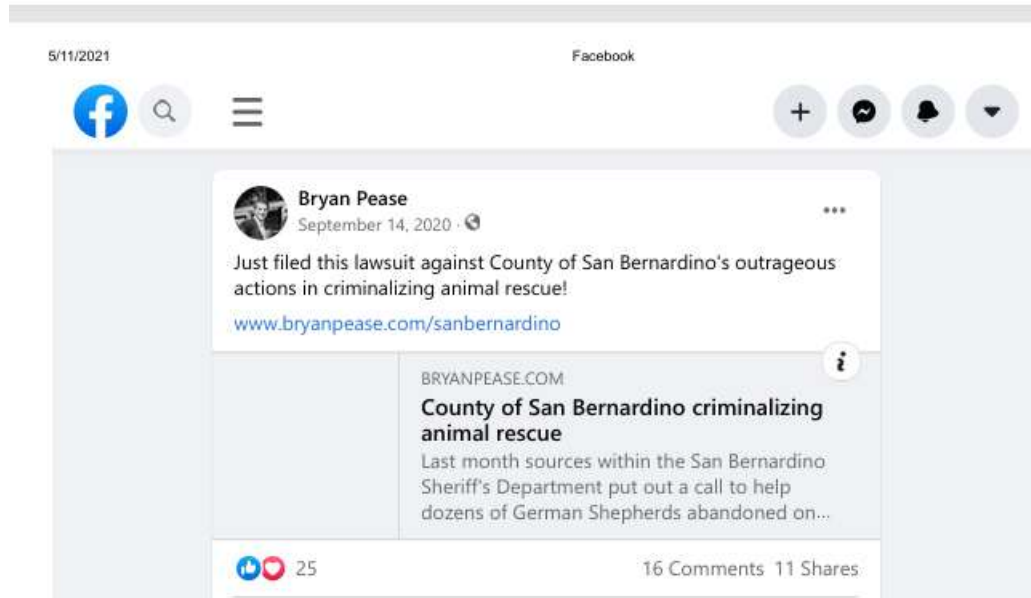 5/11/2021
Facebook
Bryan Pease
September 14, 2020 ·
Just filed this lawsuit against County of San Bernardino's outrageous
actions in criminalizing animal rescue!
www.bryanpease.com/sanbernardino
BRYANPEASE.COM
County of San Bernardino criminalizing
animal rescue
Last month sources within the San Bernardino
Sheriff's Department put out a call to help
dozens of German Shepherds abandoned on...
25
16 Comments 11 Shares